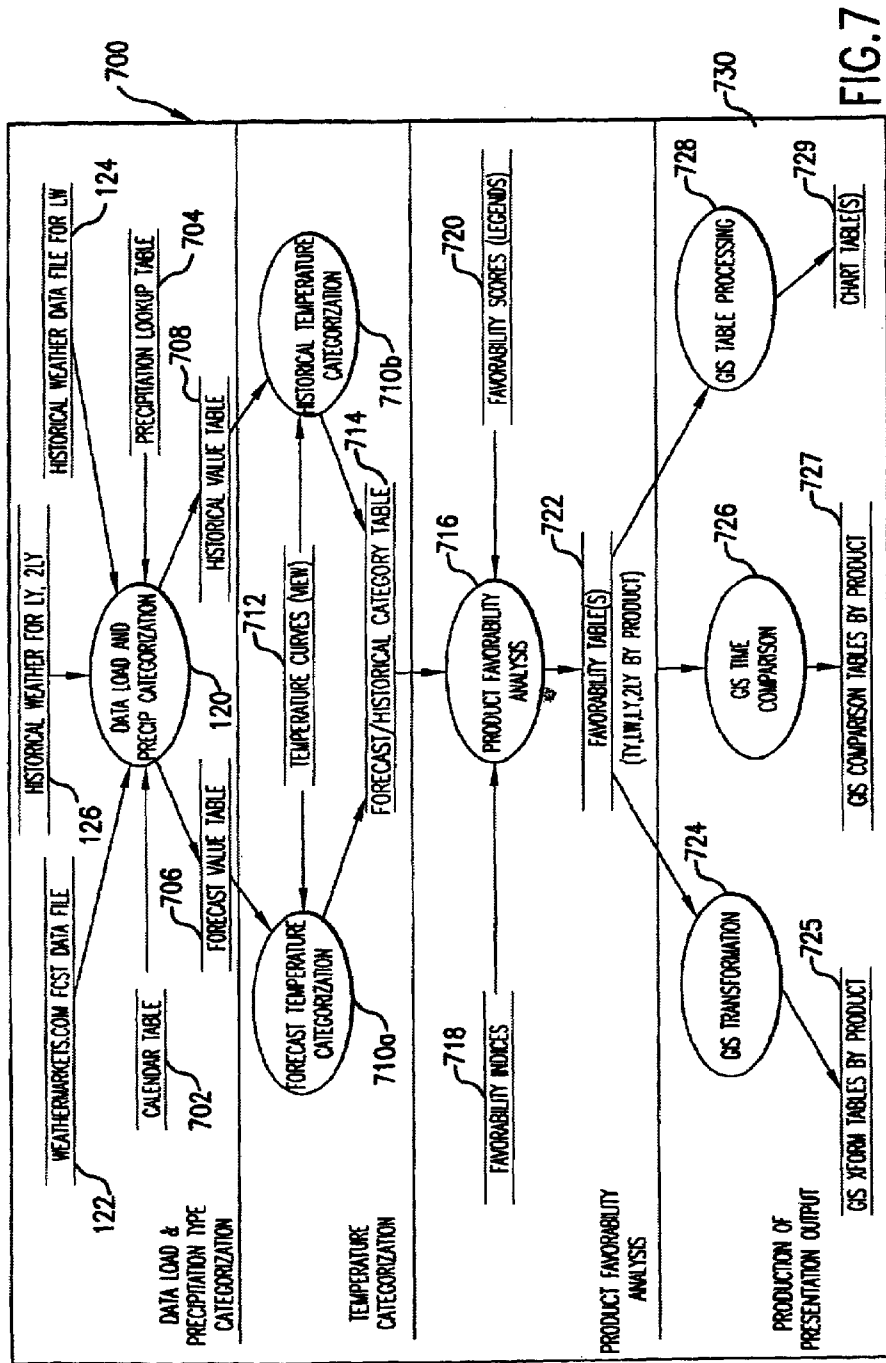 700
WEATHERMARKETS.COM FCST DATA FILE
122
HISTORICAL WEATHER FOR LY, 2LY
126
HISTORICAL WEATHER DATA FILE FOR LW
124
CALENDAR TABLE
702
DATA LOAD AND
PRECIP CATEGORIZATION
120
PRECIPITATION LOOKUP TABLE
704
706
FORECAST VALUE TABLE
708
HISTORICAL VALUE TABLE
DATA LOAD &
PRECIPITATION TYPE
CATEGORIZATION
FORECAST TEMPERATURE
CATEGORIZATION
710a
712
TEMPERATURE CURVES (VIEW)
HISTORICAL TEMPERATURE
CATEGORIZATION
710b
714
FORECAST/HISTORICAL CATEGORY TABLE
TEMPERATURE
CATEGORIZATION
718
FAVORABILITY INDICES
716
PRODUCT FAVORABILITY
ANALYSIS
720
FAVORABILITY SCORES (LEGENDS)
722
FAVORABILITY TABLE(S)
(TY,LW,LY,2LY BY PRODUCT)
PRODUCT FAVORABILITY
ANALYSIS
724
GIS TRANSFORMATION
726
GIS TIME
COMPARISON
728
GIS TABLE PROCESSING
730
725
GIS XFORM TABLES BY PRODUCT
727
GIS COMPARISON TABLES BY PRODUCT
729
CHART TABLE(S)
PRODUCTION OF
PRESENTATION OUTPUT
FIG.7